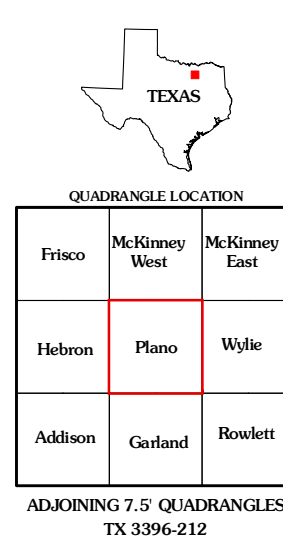 TEXAS
QUADRANGLE LOCATION
Frisco
McKinney
West
McKinney
East
Hebron
Plano
Wylie
Addison
Garland
Rowlett
ADJOINING 7.5' QUADRANGLES
TX 3396-212